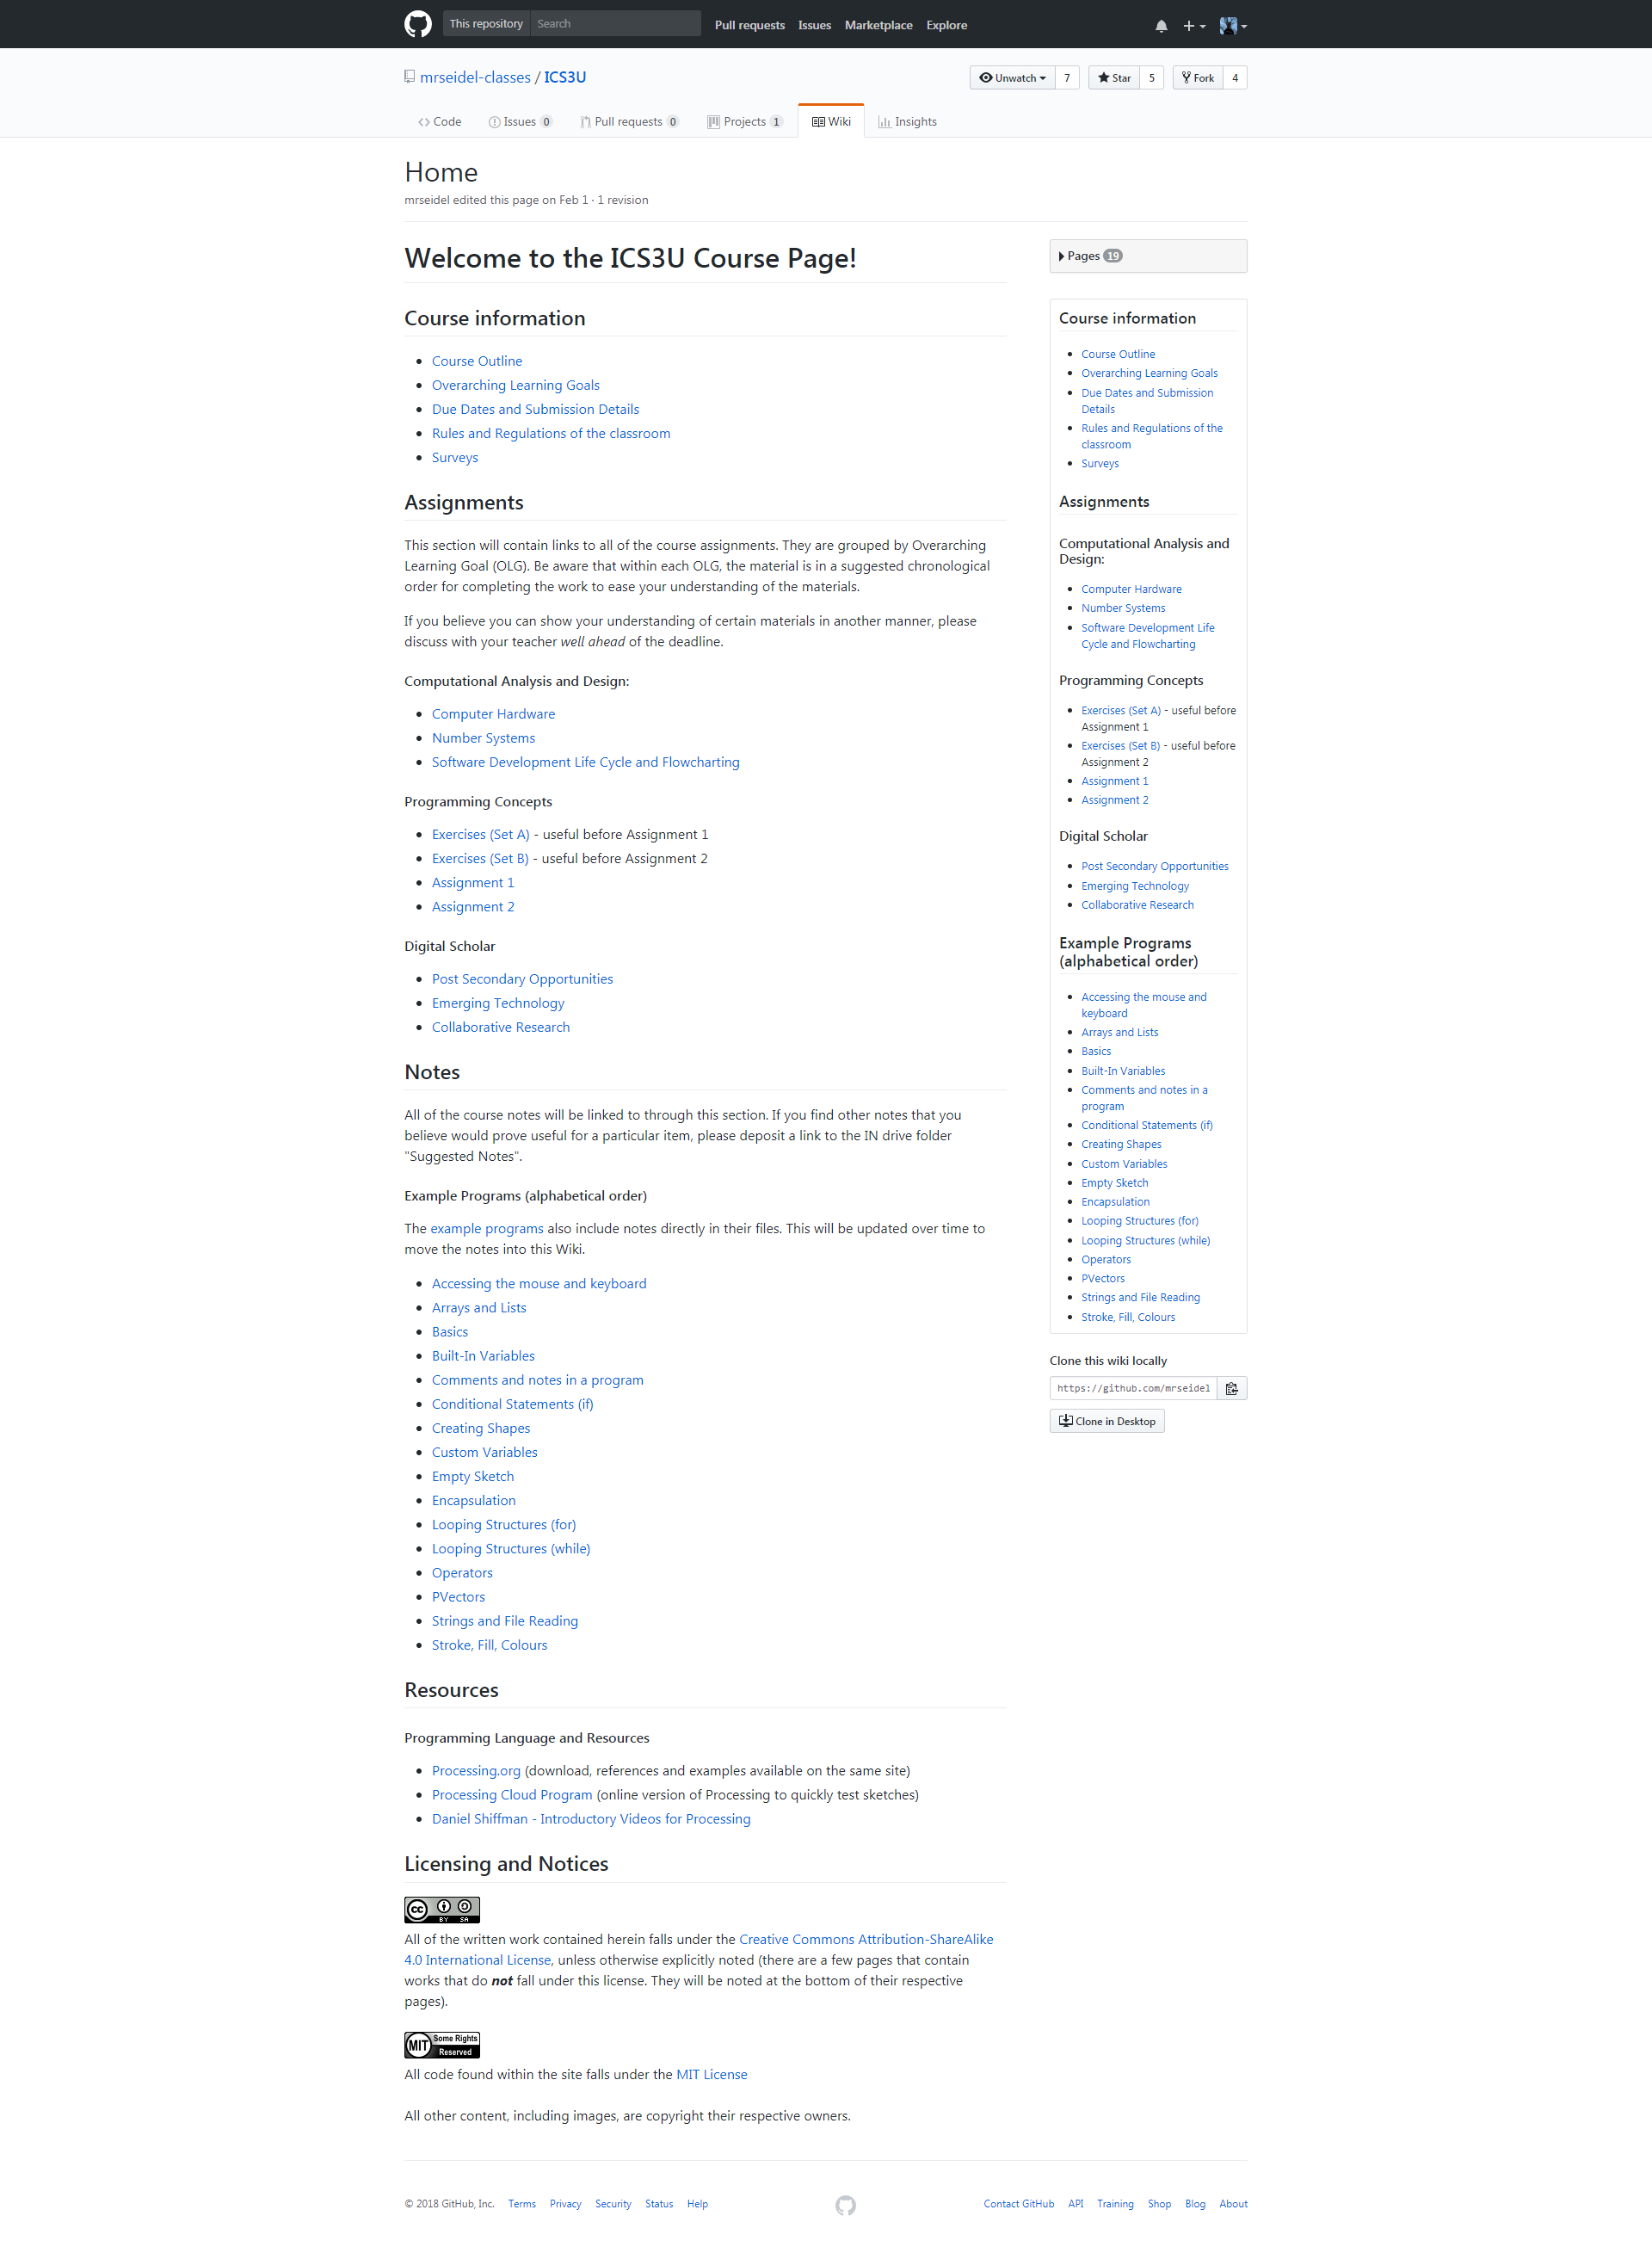 This repository Search Pull requests Issues Marketplace Explore
mrseidel-classes / ICS3U
Unwatch 7 Star 5 Fork 4
Code Issues 0 Pull requests 0 Projects 1 Wiki Insights
Home
mrseidel edited this page on Feb 1 · 1 revision
Welcome to the ICS3U Course Page!
Course information
Course Outline
Overarching Learning Goals
Due Dates and Submission Details
Rules and Regulations of the classroom
Surveys
Assignments
This section will contain links to all of the course assignments. They are grouped by Overarching
Learning Goal (OLG). Be aware that within each OLG, the material is in a suggested chronological
order for completing the work to ease your understanding of the materials.
If you believe you can show your understanding of certain materials in another manner, please
discuss with your teacher well ahead of the deadline.
Computational Analysis and Design:
Computer Hardware
Number Systems
Software Development Life Cycle and Flowcharting
Programming Concepts
Exercises (Set A) - useful before Assignment 1
Exercises (Set B) - useful before Assignment 2
Assignment 1
Assignment 2
Digital Scholar
Post Secondary Opportunities
Emerging Technology
Collaborative Research
Notes
All of the course notes will be linked to through this section. If you find other notes that you
believe would prove useful for a particular item, please deposit a link to the IN drive folder
"Suggested Notes".
Example Programs (alphabetical order)
The example programs also include notes directly in their files. This will be updated over time to
move the notes into this Wiki.
Accessing the mouse and keyboard
Arrays and Lists
Basics
Built-In Variables
Comments and notes in a program
Conditional Statements (if)
Creating Shapes
Custom Variables
Empty Sketch
Encapsulation
Looping Structures (for)
Looping Structures (while)
Operators
PVectors
Strings and File Reading
Stroke, Fill, Colours
Resources
Programming Language and Resources
Processing.org (download, references and examples available on the same site)
Processing Cloud Program (online version of Processing to quickly test sketches)
Daniel Shiffman - Introductory Videos for Processing
Licensing and Notices
cc BY SA
All of the written work contained herein falls under the Creative Commons Attribution-ShareAlike
4.0 International License, unless otherwise explicitly noted (there are a few pages that contain
works that do not fall under this license. They will be noted at the bottom of their respective
pages).
MIT Some Rights
Reserved
All code found within the site falls under the MIT License
All other content, including images, are copyright their respective owners.
Pages 19
Course information
Course Outline
Overarching Learning Goals
Due Dates and Submission
Details
Rules and Regulations of the
classroom
Surveys
Assignments
Computational Analysis and
Design:
Computer Hardware
Number Systems
Software Development Life
Cycle and Flowcharting
Programming Concepts
Exercises (Set A) - useful before
Assignment 1
Exercises (Set B) - useful before
Assignment 2
Assignment 1
Assignment 2
Digital Scholar
Post Secondary Opportunities
Emerging Technology
Collaborative Research
Example Programs
(alphabetical order)
Accessing the mouse and
keyboard
Arrays and Lists
Basics
Built-In Variables
Comments and notes in a
program
Conditional Statements (if)
Creating Shapes
Custom Variables
Empty Sketch
Encapsulation
Looping Structures (for)
Looping Structures (while)
Operators
PVectors
Strings and File Reading
Stroke, Fill, Colours
Clone this wiki locally
https://github.com/mrseidel
Clone in Desktop
© 2018 GitHub, Inc. Terms Privacy Security Status Help
Contact GitHub API Training Shop Blog About